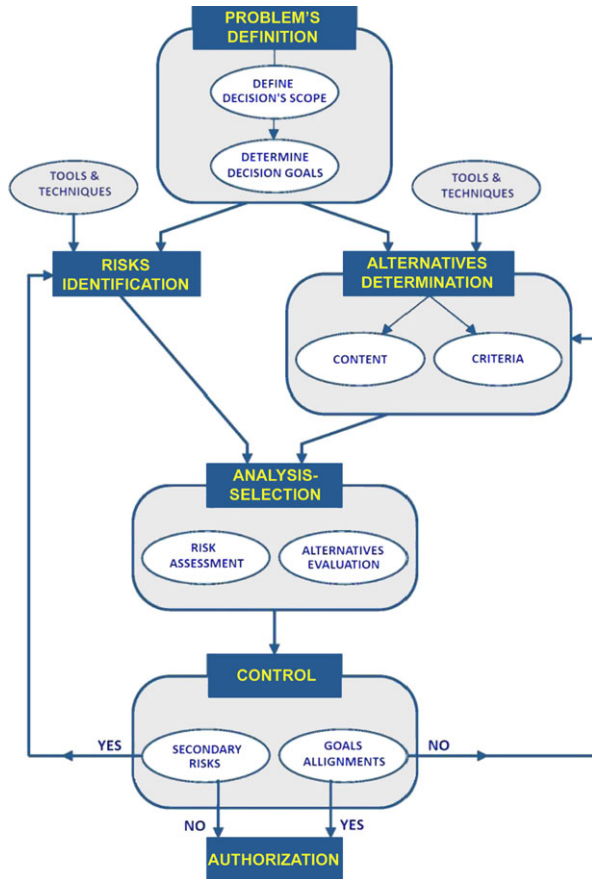 PROBLEM'S
DEFINITION
DEFINE
DECISION'S SCOPE
DETERMINE
DECISION GOALS
TOOLS &
TECHNIQUES
TOOLS &
TECHNIQUES
RISKS
IDENTIFICATION
ALTERNATIVES
DETERMINATION
CONTENT
CRITERIA
ANALYSIS-
SELECTION
RISK
ASSESSMENT
ALTERNATIVES
EVALUATION
CONTROL
YES
SECONDARY
RISKS
GOALS
ALLIGNMENTS
NO
NO
YES
AUTHORIZATION